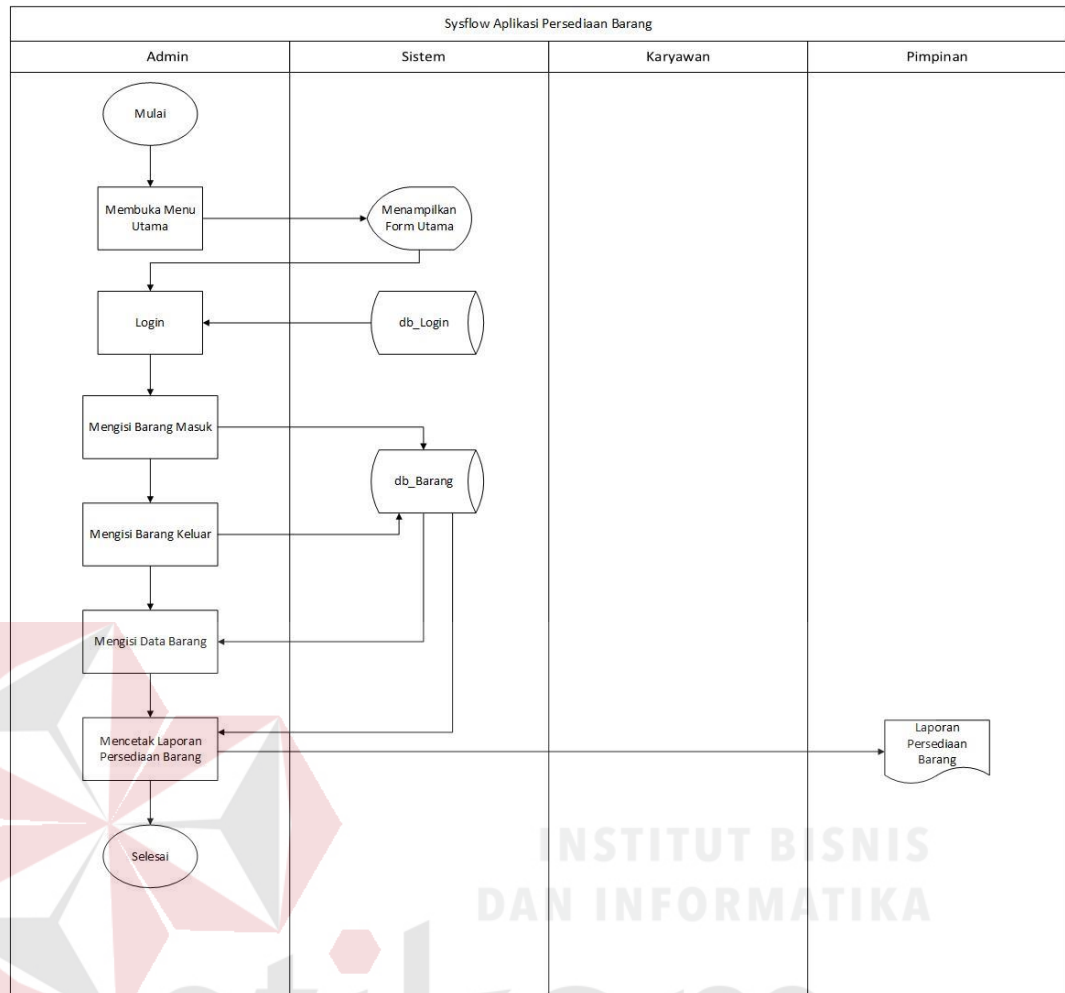 Sysflow Aplikasi Persediaan Barang
Admin
Sistem
Karyawan
Pimpinan
Mulai
Membuka Menu
Utama
Menampilkan
Form Utama
Login
db_Login
Mengisi Barang Masuk
db_Barang
Mengisi Barang Keluar
Mengisi Data Barang
Mencetak Laporan
Persediaan Barang
Laporan
Persediaan
Barang
Selesai
INSTITUT BISNIS
DAN INFORMATIKA